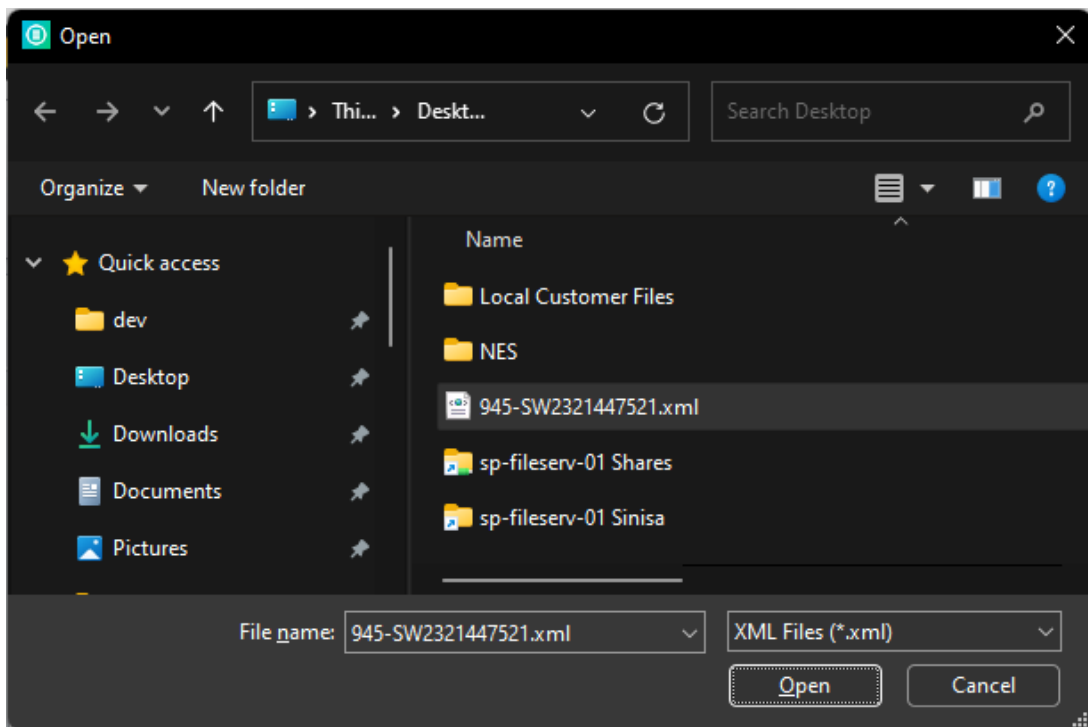 Open
Thi... > Deskt...
Search Desktop
Organize
New folder
Quick access
dev
Desktop
Downloads
Documents
Pictures
Name
Local Customer Files
NES
945-SW2321447521.xml
sp-fileserv-01 Shares
sp-fileserv-01 Sinisa
File name: 945-SW2321447521.xml
XML Files (*.xml)
Open
Cancel